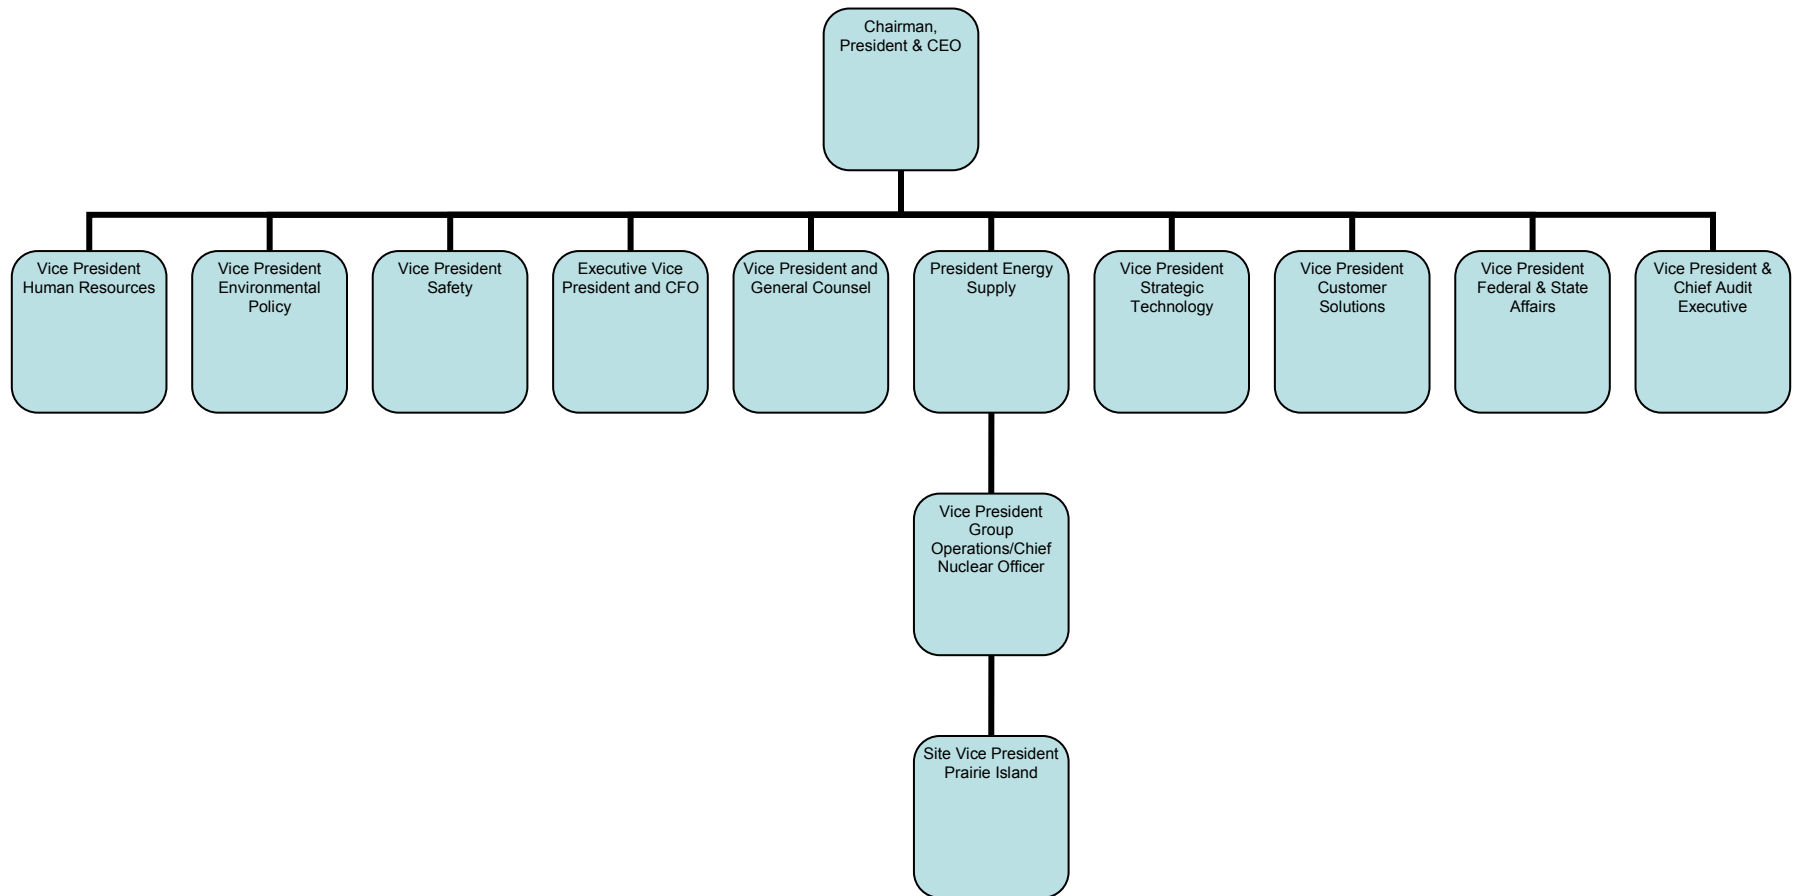 Chairman,
President & CEO
Vice President
Human Resources
Vice President
Environmental
Policy
Vice President
Safety
Executive Vice
President and CFO
Vice President and
General Counsel
President Energy
Supply
Vice President
Strategic
Technology
Vice President
Customer
Solutions
Vice President
Federal & State
Affairs
Vice President &
Chief Audit
Executive
Vice President
Group
Operations/Chief
Nuclear Officer
Site Vice President
Prairie Island